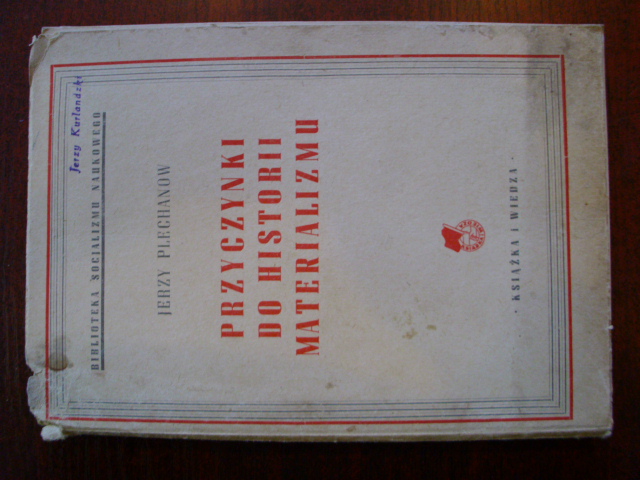 Jerzy Kurlandzki
BIBLIOTEKA SOCJALIZMU NAUKOWEGO
JERZY PLECHANOW
PRZYCZYNKI
DO HISTORII
MATERIALIZMU
· KSIĄŻKA I WIEDZA ·